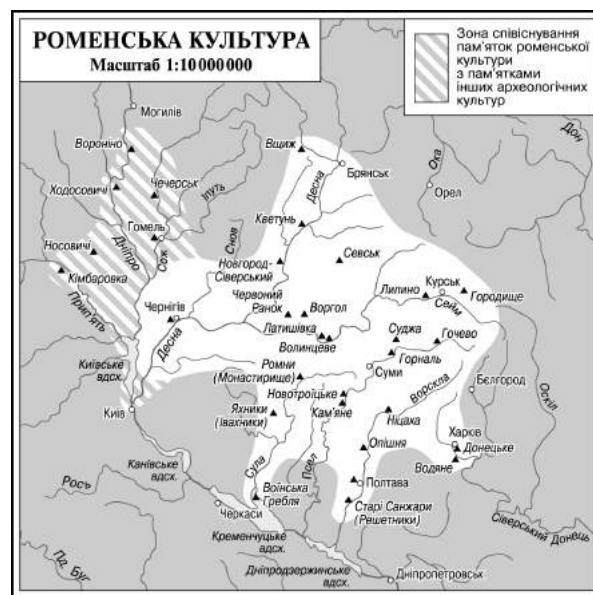 РОМЕНСЬКА КУЛЬТУРА
Масштаб 1:10000000
Зона співіснування
пам'яток роменської
культури
з пам'ятками
інших археологічних
культур
Могилів
Вороніно
Ходосовичі
Чечерськ
Іпуть
Гомель
Носовичі
Дніпро
Сож
Кімбаровка
Прип'ять
Вщиж
Десна
Брянськ
Ока
Орел
Дон
Кветунь
Снов
Новгород-
Сіверський
Севськ
Червоний
Ранок
Воргол
Липино
Курськ
Сейм
Городище
Чернігів
Десна
Латишівка
Волинцеве
Суджа
Гочево
Горналь
Суми
Київське
вдсх.
Ромни
(Монастирище)
Новотроїцьке
Ворскла
Бєлгород
Оскіл
Київ
Яхники
(Івахники)
Кам'яне
Ніцаха
Харків
Донецьке
Опішня
Водяне
Канівське
вдсх.
Сула
Псел
Рось
Воїнська
Гребля
Полтава
Черкаси
Старі Санжари
(Решетники)
Сіверський Донець
Кременчуцьке
вдсх.
Пд. Буг
Дніпродзержинське
вдсх.
Дніпропетровськ